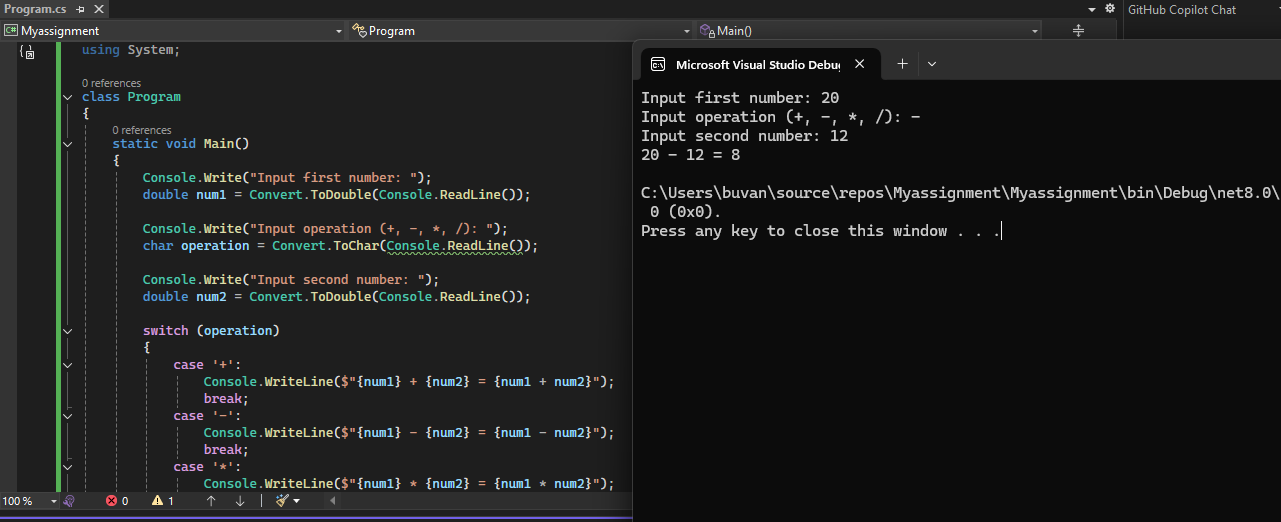 Program.cs
GitHub Copilot Chat
C# Myassignment
Program
Main()
using System;
0 references
class Program
{
0 references
static void Main()
{
Console.Write("Input first number: ");
double num1 = Convert.ToDouble(Console.ReadLine());
Console.Write("Input operation (+, -, *, /): ");
char operation = Convert.ToChar(Console.ReadLine());
Console.Write("Input second number: ");
double num2 = Convert.ToDouble(Console.ReadLine());
switch (operation)
{
case '+':
Console.WriteLine($"{num1} + {num2} = {num1 + num2}");
break;
case '-':
Console.WriteLine($"{num1} - {num2} = {num1 - num2}");
break;
case '*':
Console.WriteLine($"{num1} * {num2} = {num1 * num2}");
100 %
0
1
Microsoft Visual Studio Debug
Input first number: 20
Input operation (+, -, *, /): -
Input second number: 12
20 - 12 = 8
C:\Users\buvan\source\repos\Myassignment\Myassignment\bin\Debug\net8.0\
0 (0x0).
Press any key to close this window . . .